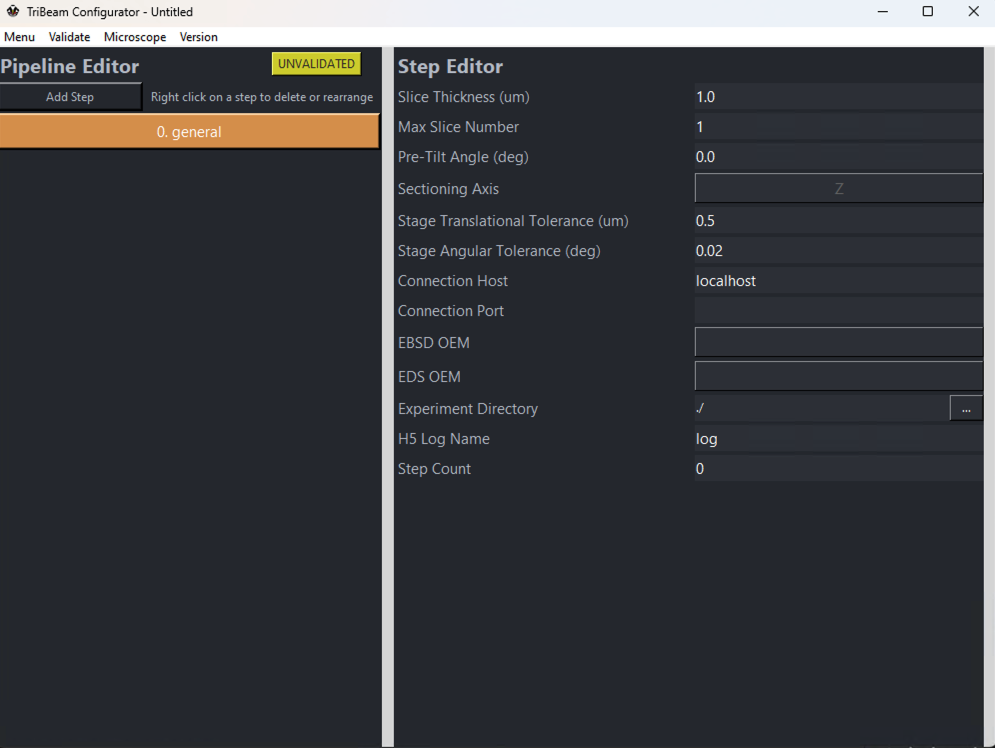 TriBeam Configurator - Untitled
Menu Validate Microscope Version
Pipeline Editor
UNVALIDATED
Add Step
Right click on a step to delete or rearrange
0. general
Step Editor
Slice Thickness (um) 1.0
Max Slice Number 1
Pre-Tilt Angle (deg) 0.0
Sectioning Axis Z
Stage Translational Tolerance (um) 0.5
Stage Angular Tolerance (deg) 0.02
Connection Host localhost
Connection Port
EBSD OEM
EDS OEM
Experiment Directory ./ ...
H5 Log Name log
Step Count 0